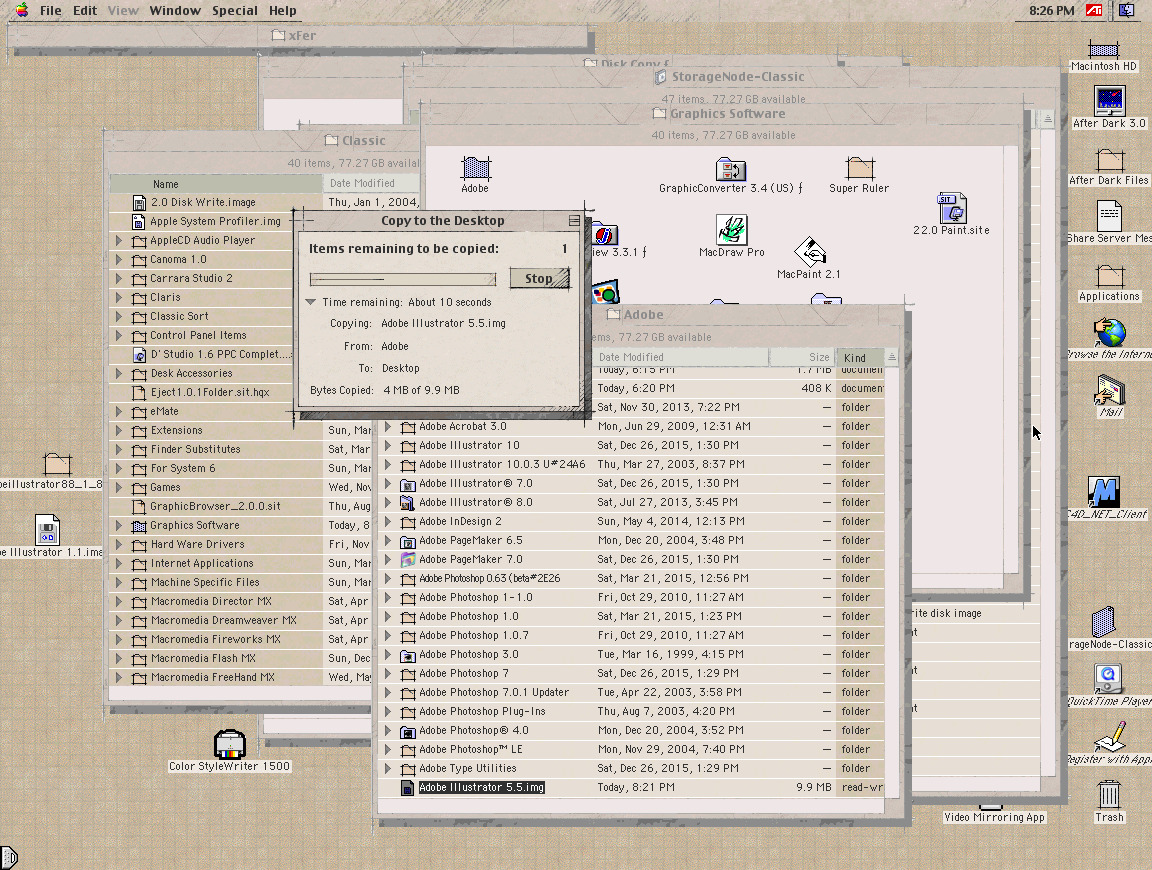 File Edit View Window Special Help
8:26 PM
ATI
xFer
Disk Copy ƒ
StorageNode-Classic
47 items, 77.27 GB available
Graphics Software
40 items, 77.27 GB available
Adobe
GraphicConverter 3.4 (US) ƒ
Super Ruler
22.0 Paint.site
iew 3.3.1 ƒ
MacDraw Pro
MacPaint 2.1
Classic
40 items, 77.27 GB availal
Name Date Modified
2.0 Disk Write.image Thu, Jan 1, 2004,
Apple System Profiler.img
AppleCD Audio Player
Canoma 1.0
Carrara Studio 2
Claris
Classic Sort
Control Panel Items
D' Studio 1.6 PPC Complet...
Desk Accessories
Eject1.0.1Folder.sit.hqx
eMate
Extensions Sun, Mar
Finder Substitutes Sat, Mar
For System 6 Sun, Mar
Games Wed, Nov
GraphicBrowser_2.0.0.sit Thu, Aug
Graphics Software Today, 8
Hard Ware Drivers Fri, Nov
Internet Applications Sun, Mar
Machine Specific Files Sun, Mar
Macromedia Director MX Sat, Apr
Macromedia Dreamweaver MX Sat, Apr
Macromedia Fireworks MX Sat, Apr
Macromedia Flash MX Sun, Dec
Macromedia FreeHand MX Wed, May
Copy to the Desktop
Items remaining to be copied: 1
Stop
Time remaining: About 10 seconds
Copying: Adobe Illustrator 5.5.img
From: Adobe
To: Desktop
Bytes Copied: 4 MB of 9.9 MB
Adobe
ems, 77.27 GB available
Date Modified Size Kind
Today, 6:15 PM 1.7 MB documen
Today, 6:20 PM 408 K documen
Sat, Nov 30, 2013, 7:22 PM — folder
Adobe Acrobat 3.0 Mon, Jun 29, 2009, 12:31 AM — folder
Adobe Illustrator 10 Sat, Dec 26, 2015, 1:30 PM — folder
Adobe Illustrator 10.0.3 U#24A6 Thu, Mar 27, 2003, 8:37 PM — folder
Adobe Illustrator® 7.0 Sat, Dec 26, 2015, 1:30 PM — folder
Adobe Illustrator® 8.0 Sat, Jul 27, 2013, 3:45 PM — folder
Adobe InDesign 2 Sun, May 4, 2014, 12:13 PM — folder
Adobe PageMaker 6.5 Mon, Dec 20, 2004, 3:48 PM — folder
Adobe PageMaker 7.0 Sat, Dec 26, 2015, 1:30 PM — folder
Adobe Photoshop 0.63 (beta#2E26 Sat, Mar 21, 2015, 12:56 PM — folder
Adobe Photoshop 1-1.0 Fri, Oct 29, 2010, 11:27 AM — folder
Adobe Photoshop 1.0 Sat, Mar 21, 2015, 1:23 PM — folder
Adobe Photoshop 1.0.7 Fri, Oct 29, 2010, 11:27 AM — folder
Adobe Photoshop 3.0 Tue, Mar 16, 1999, 4:15 PM — folder
Adobe Photoshop 7 Sat, Dec 26, 2015, 1:29 PM — folder
Adobe Photoshop 7.0.1 Updater Tue, Apr 22, 2003, 3:58 PM — folder
Adobe Photoshop Plug-Ins Thu, Aug 7, 2003, 4:20 PM — folder
Adobe Photoshop® 4.0 Mon, Dec 20, 2004, 3:52 PM — folder
Adobe Photoshop™ LE Mon, Nov 29, 2004, 7:40 PM — folder
Adobe Type Utilities Sat, Dec 26, 2015, 1:29 PM — folder
Adobe Illustrator 5.5.img Today, 8:21 PM 9.9 MB read-wr
rite disk image
nt
nt
nt
Macintosh HD
After Dark 3.0
After Dark Files
Share Server Mes
Applications
Browse the Intern
Mail
C4D_NET_Client
rageNode-Classic
QuickTime Player
Register with Appl
Trash
Video Mirroring App
beillustrator88_1_8
e Illustrator 1.1.ima
Color StyleWriter 1500